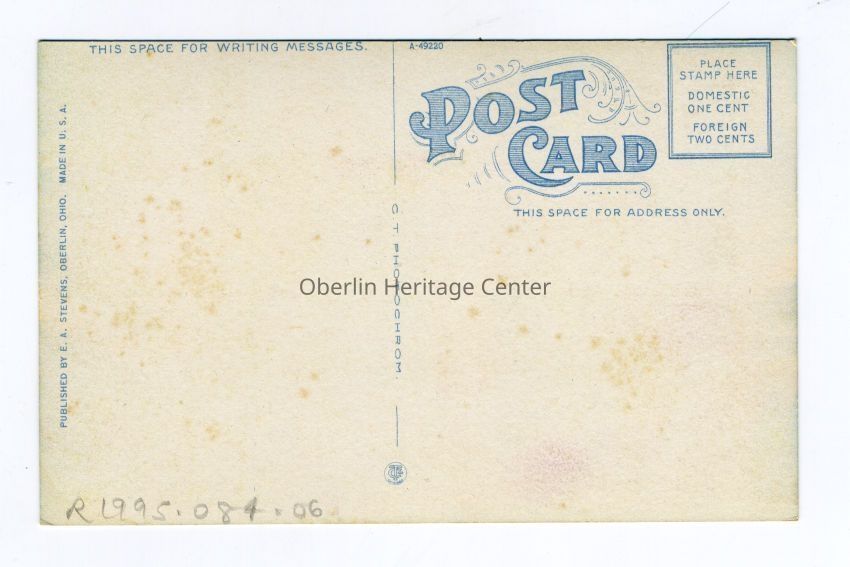 THIS SPACE FOR WRITING MESSAGES.
A-49220
POST
CARD
PLACE
STAMP HERE
DOMESTIC
ONE CENT
FOREIGN
TWO CENTS
THIS SPACE FOR ADDRESS ONLY.
PUBLISHED BY E. A. STEVENS, OBERLIN, OHIO. MADE IN U. S. A.
C. T. PHOTOCHROM.
Oberlin Heritage Center
R1995.084.06